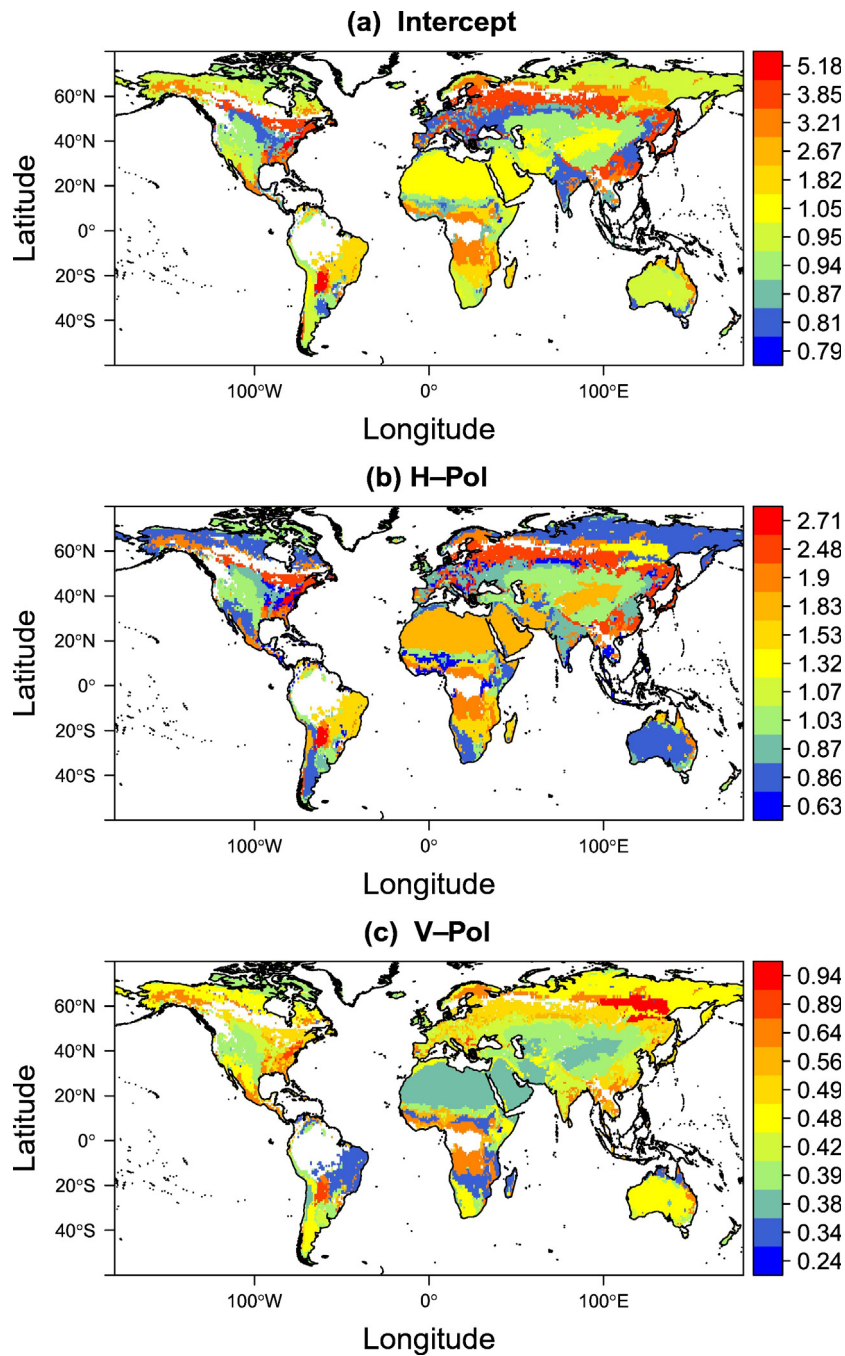 (a) Intercept
Latitude
60°N
40°N
20°N
0°
20°S
40°S
100°W
0°
100°E
Longitude
5.18
3.85
3.21
2.67
1.82
1.05
0.95
0.94
0.87
0.81
0.79
(b) H–Pol
Latitude
60°N
40°N
20°N
0°
20°S
40°S
100°W
0°
100°E
Longitude
2.71
2.48
1.9
1.83
1.53
1.32
1.07
1.03
0.87
0.86
0.63
(c) V–Pol
Latitude
60°N
40°N
20°N
0°
20°S
40°S
100°W
0°
100°E
Longitude
0.94
0.89
0.64
0.56
0.49
0.48
0.42
0.39
0.38
0.34
0.24